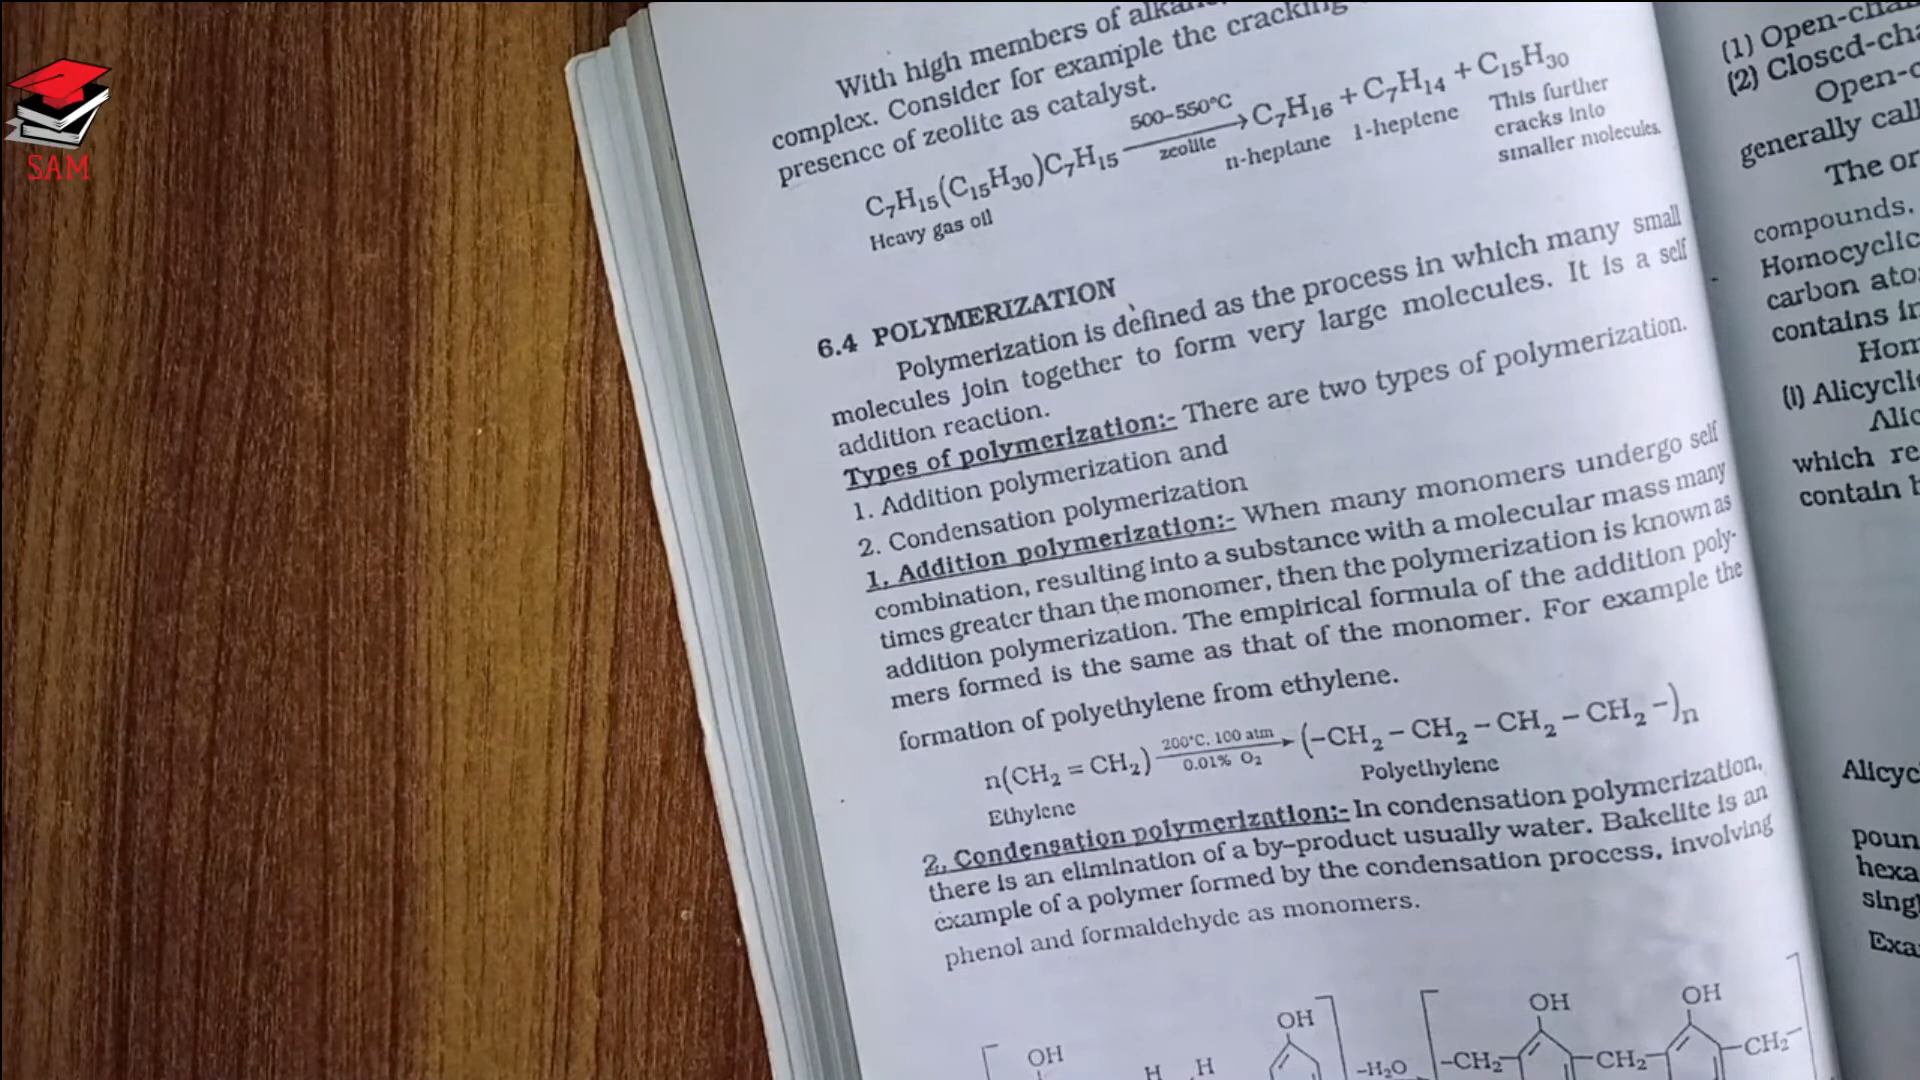 SAM
With high members of
complex. Consider for example the cracking
presence of zeolite as catalyst.
C₇H₁₅(C₁₅H₃₀)C₇H₁₅ 500-550°C zeolite → C₇H₁₆ + C₇H₁₄ + C₁₅H₃₀
Heavy gas oil n-heptane 1-heptene This further
cracks into
smaller molecules.
6.4 POLYMERIZATION
Polymerization is defined as the process in which many small
molecules join together to form very large molecules. It is a self
addition reaction.
Types of polymerization:- There are two types of polymerization.
1. Addition polymerization and
2. Condensation polymerization
1. Addition polymerization:- When many monomers undergo self
combination, resulting into a substance with a molecular mass many
times greater than the monomer, then the polymerization is known as
addition polymerization. The empirical formula of the addition poly-
mers formed is the same as that of the monomer. For example the
formation of polyethylene from ethylene.
n(CH₂ = CH₂) 200°C. 100 atm 0.01% O₂ → (-CH₂ - CH₂ - CH₂ - CH₂ -)n
Ethylene Polyethylene
2. Condensation polymerization:- In condensation polymerization,
there is an elimination of a by-product usually water. Bakelite is an
example of a polymer formed by the condensation process, involving
phenol and formaldehyde as monomers.
OH H H OH -H₂O -CH₂ OH CH₂ OH CH₂-
(1) Open-cha
(2) Closed-cha
Open-c
generally call
The or
compounds.
Homocyclic
carbon ato
contains in
Hom
(i) Alicycli
Alic
which re
contain
Alicyc
poun
hexa
singl
Exa